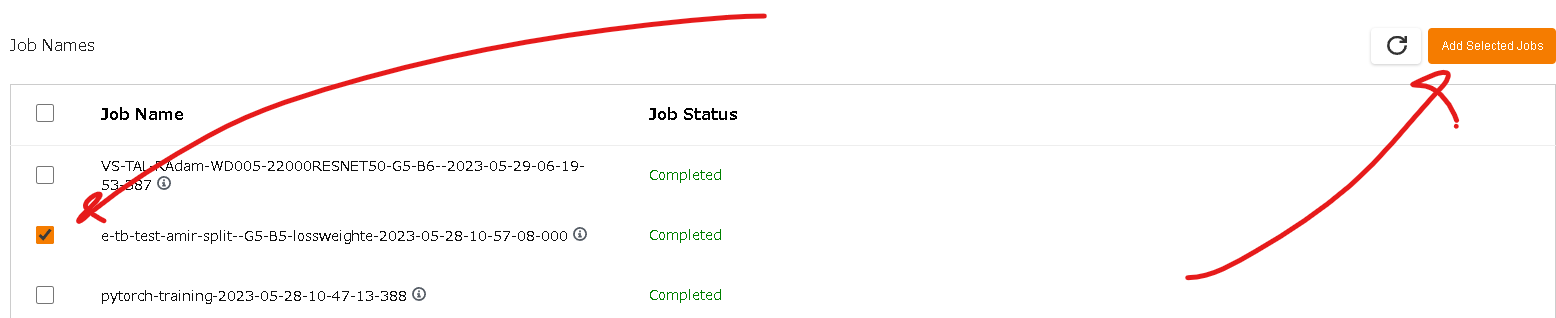 Job Names
Add Selected Jobs
Job Name
Job Status
VS-TAL-RAdam-WD005-22000RESNET50-G5-B6--2023-05-29-06-19-
53-387
Completed
e-tb-test-amir-split--G5-B5-lossweighte-2023-05-28-10-57-08-000
Completed
pytorch-training-2023-05-28-10-47-13-388
Completed